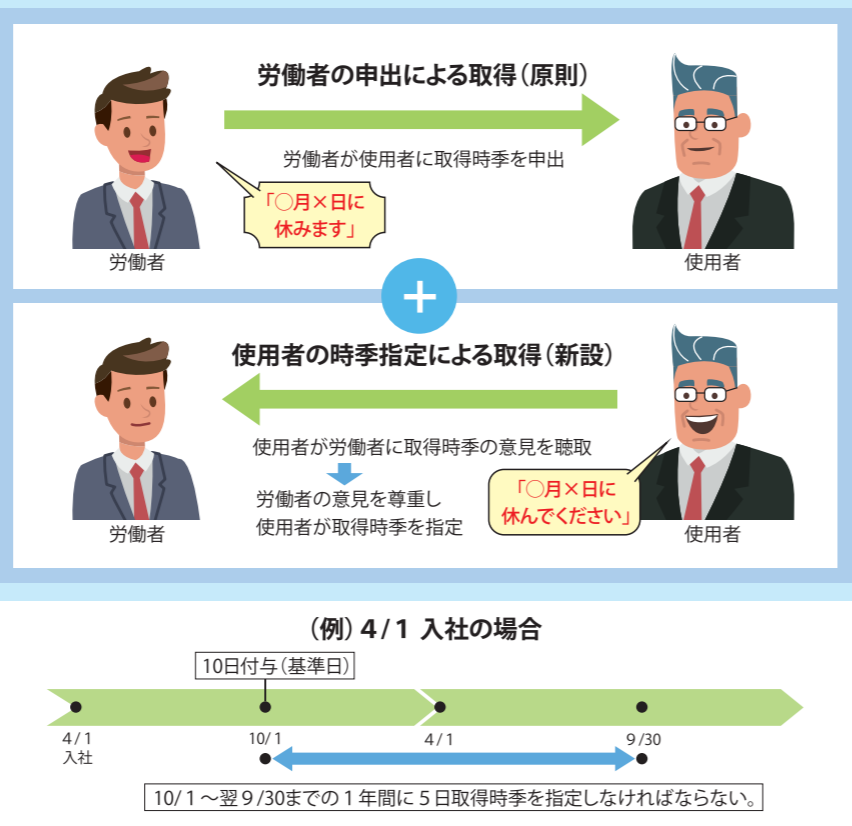 労働者の申出による取得（原則）
労働者が使用者に取得時季を申出
「○月×日に
休みます」
労働者
使用者
＋
使用者の時季指定による取得（新設）
使用者が労働者に取得時季の意見を聴取
労働者の意見を尊重し
使用者が取得時季を指定
「○月×日に
休んでください」
労働者
使用者
（例）4/1 入社の場合
10日付与（基準日）
4/1
入社
10/1
4/1
9/30
10/1～翌9/30までの1年間に5日取得時季を指定しなければならない。